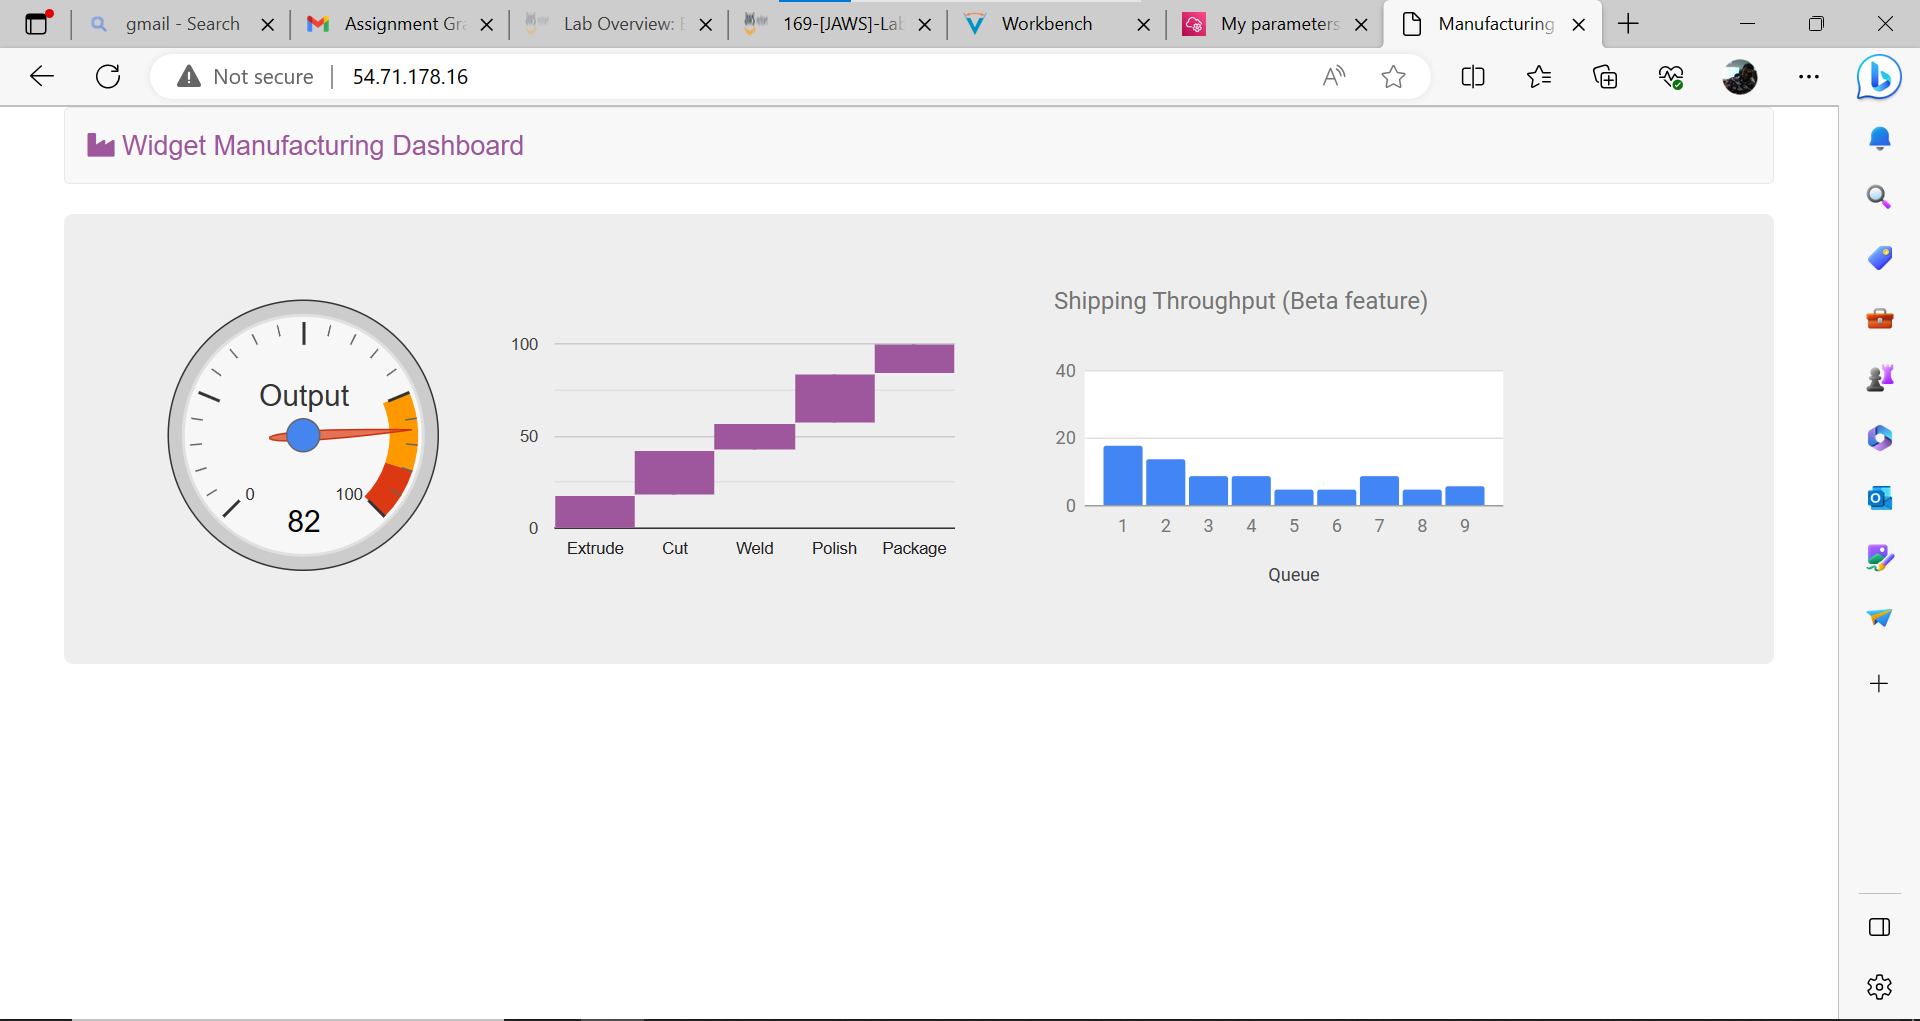 gmail - Search
Assignment Gra
Lab Overview: E
169-[JAWS]-Lab
Workbench
My parameters
Manufacturing
Not secure
54.71.178.16
Widget Manufacturing Dashboard
Output
0
100
82
100
50
0
Extrude Cut Weld Polish Package
Shipping Throughput (Beta feature)
40
20
0
1 2 3 4 5 6 7 8 9
Queue